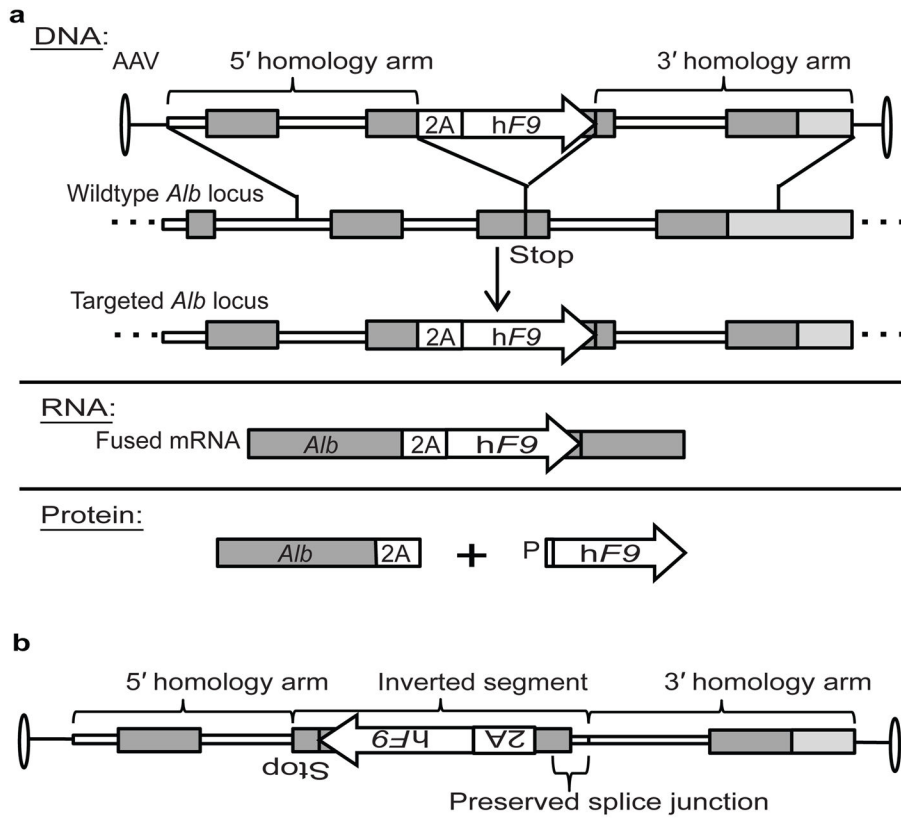 a
DNA:
AAV
5′ homology arm
3′ homology arm
2A
hF9
Wildtype Alb locus
Stop
Targeted Alb locus
2A
hF9
RNA:
Fused mRNA
Alb
2A
hF9
Protein:
Alb
2A
+
P
hF9
b
5′ homology arm
Inverted segment
3′ homology arm
hF9
2A
Stop
Preserved splice junction